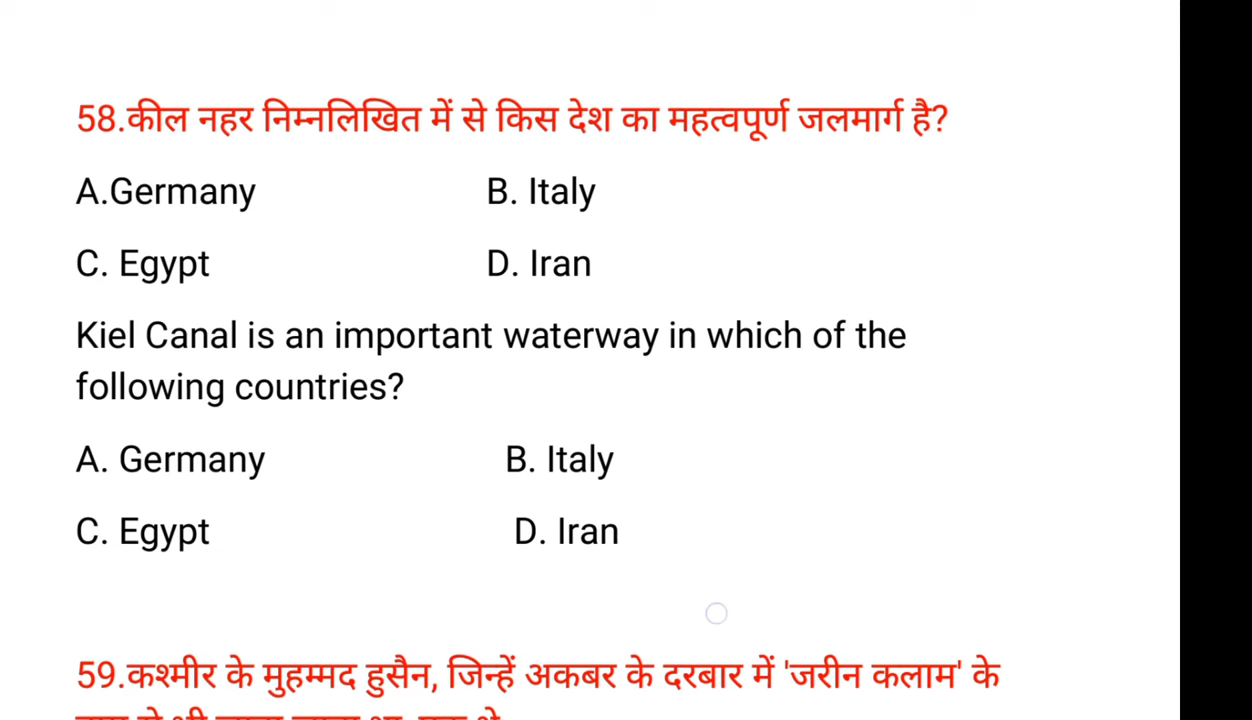 58.कील नहर निम्नलिखित में से किस देश का महत्वपूर्ण जलमार्ग है?
A.Germany B. Italy
C. Egypt D. Iran
Kiel Canal is an important waterway in which of the
following countries?
A. Germany B. Italy
C. Egypt D. Iran
59.कश्मीर के मुहम्मद हुसैन, जिन्हें अकबर के दरबार में 'जरीन कलाम' के